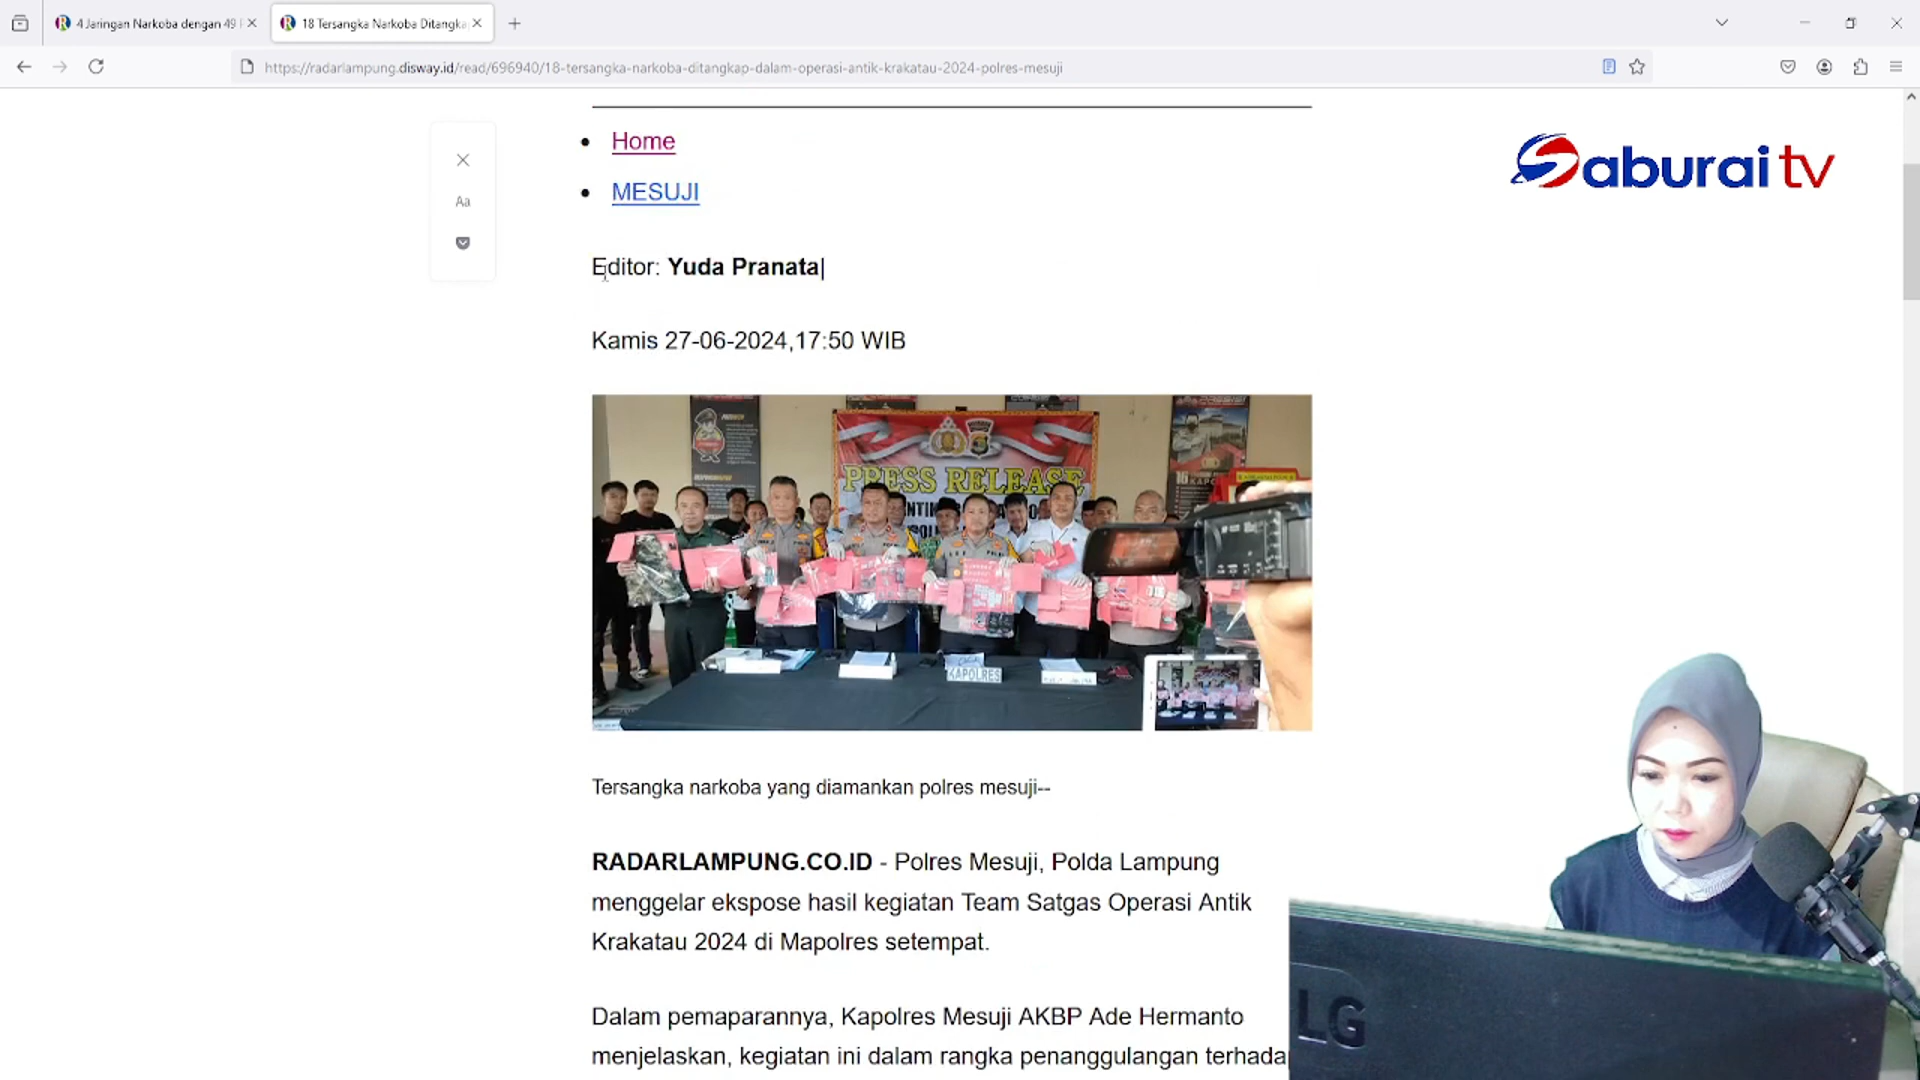 4 Jaringan Narkoba dengan 49
18 Tersangka Narkoba Ditangka
https://radarlampung.disway.id/read/696940/18-tersangka-narkoba-ditangkap-dalam-operasi-antik-krakatau-2024-polres-mesuji
Home
Saburai tv
Aa
MESUJI
Editor: Yuda Pranata|
Kamis 27-06-2024,17:50 WIB
PRESS RELEASE
KAPOLRES
Tersangka narkoba yang diamankan polres mesuji--
RADARLAMPUNG.CO.ID - Polres Mesuji, Polda Lampung
menggelar ekspose hasil kegiatan Team Satgas Operasi Antik
Krakatau 2024 di Mapolres setempat.
Dalam pemaparannya, Kapolres Mesuji AKBP Ade Hermanto
menjelaskan, kegiatan ini dalam rangka penanggulangan terhada
LG